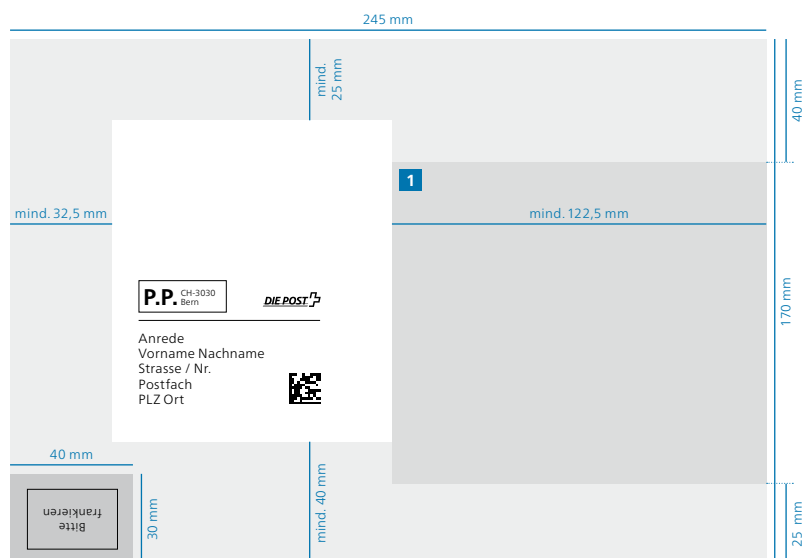 245 mm
mind.
25 mm
40 mm
1
mind. 32,5 mm
mind. 122,5 mm
170 mm
P.P. CH-3030
Bern
DIE POST
Anrede
Vorname Nachname
Strasse / Nr.
Postfach
PLZ Ort
40 mm
mind. 40 mm
30 mm
Bitte
frankieren
25 mm